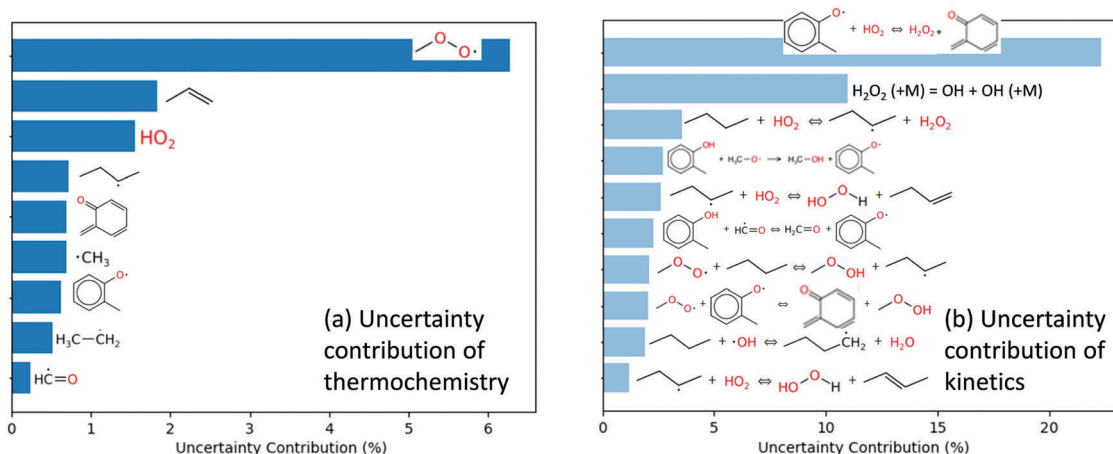 O
O·
HO₂
O
·CH₃
O·
H₃C—ĊH₂
HĊ=O
(a) Uncertainty
contribution of
thermochemistry
0 1 2 3 4 5 6
Uncertainty Contribution (%)
O· + HO₂ ⇔ H₂O₂+ O
H₂O₂ (+M) = OH + OH (+M)
+ HO₂ ⇔ + H₂O₂
OH + H₃C—O· → H₃C—OH + O·
+ HO₂ ⇔ HO O H +
OH + HĊ=O ⇔ H₂C=O + O·
O O· + ⇔ O OH +
O O· + O· ⇔ O + O OH
+ ·OH ⇔ ĊH₂ + H₂O
+ HO₂ ⇔ HO O H +
(b) Uncertainty
contribution of
kinetics
0 5 10 15 20
Uncertainty Contribution (%)